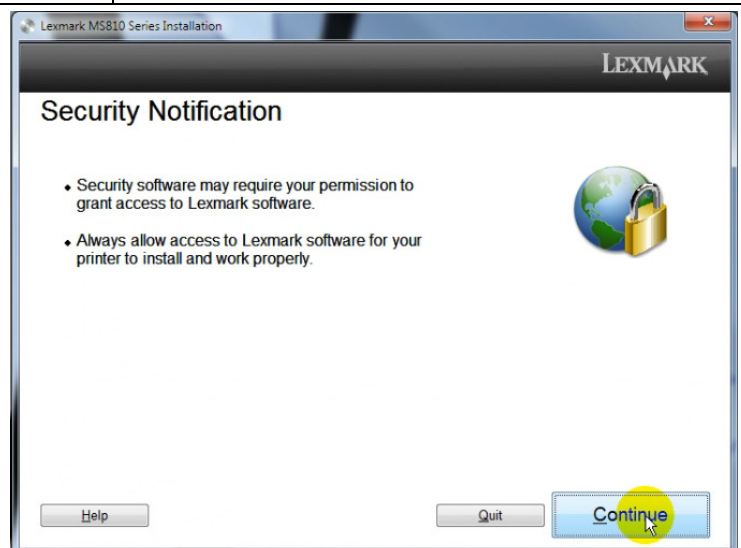 Lexmark MS810 Series Installation
LEXMARK
Security Notification
• Security software may require your permission to
grant access to Lexmark software.
• Always allow access to Lexmark software for your
printer to install and work properly.
Help
Quit
Continue